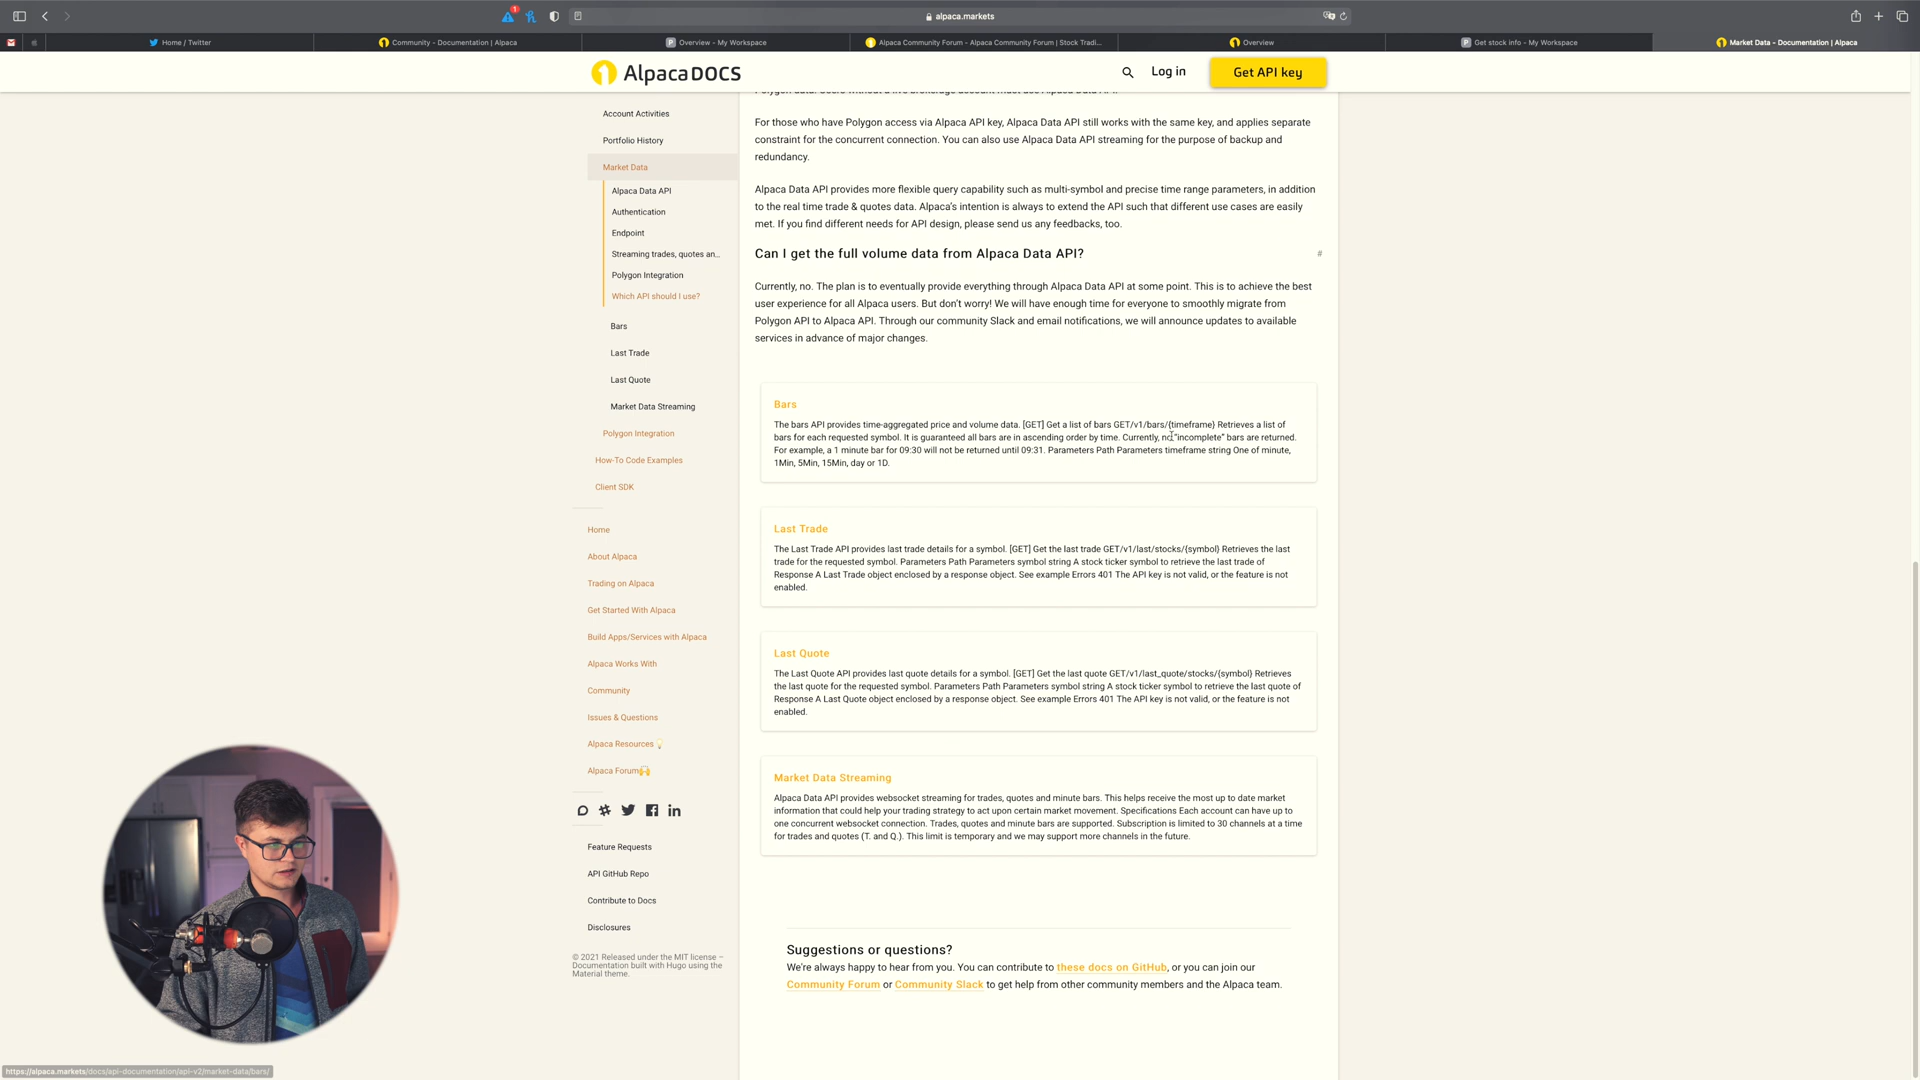 1
alpaca.markets
Home / Twitter
Community - Documentation | Alpaca
Overview - My Workspace
Alpaca Community Forum - Alpaca Community Forum | Stock Tradi...
Overview
Get stock info - My Workspace
Market Data - Documentation | Alpaca
AlpacaDOCS
Log in
Get API key
Account Activities
Portfolio History
Market Data
Alpaca Data API
Authentication
Endpoint
Streaming trades, quotes an...
Polygon Integration
Which API should I use?
Bars
Last Trade
Last Quote
Market Data Streaming
Polygon Integration
How-To Code Examples
Client SDK
Home
About Alpaca
Trading on Alpaca
Get Started With Alpaca
Build Apps/Services with Alpaca
Alpaca Works With
Community
Issues & Questions
Alpaca Resources 💡
Alpaca Forum🙌
Feature Requests
API GitHub Repo
Contribute to Docs
Disclosures
© 2021 Released under the MIT license –
Documentation built with Hugo using the
Material theme.
For those who have Polygon access via Alpaca API key, Alpaca Data API still works with the same key, and applies separate
constraint for the concurrent connection. You can also use Alpaca Data API streaming for the purpose of backup and
redundancy.
Alpaca Data API provides more flexible query capability such as multi-symbol and precise time range parameters, in addition
to the real time trade & quotes data. Alpaca's intention is always to extend the API such that different use cases are easily
met. If you find different needs for API design, please send us any feedbacks, too.
Can I get the full volume data from Alpaca Data API? #
Currently, no. The plan is to eventually provide everything through Alpaca Data API at some point. This is to achieve the best
user experience for all Alpaca users. But don't worry! We will have enough time for everyone to smoothly migrate from
Polygon API to Alpaca API. Through our community Slack and email notifications, we will announce updates to available
services in advance of major changes.
Bars
The bars API provides time-aggregated price and volume data. [GET] Get a list of bars GET/v1/bars/{timeframe} Retrieves a list of
bars for each requested symbol. It is guaranteed all bars are in ascending order by time. Currently, no "incomplete" bars are returned.
For example, a 1 minute bar for 09:30 will not be returned until 09:31. Parameters Path Parameters timeframe string One of minute,
1Min, 5Min, 15Min, day or 1D.
Last Trade
The Last Trade API provides last trade details for a symbol. [GET] Get the last trade GET/v1/last/stocks/{symbol} Retrieves the last
trade for the requested symbol. Parameters Path Parameters symbol string A stock ticker symbol to retrieve the last trade of
Response A Last Trade object enclosed by a response object. See example Errors 401 The API key is not valid, or the feature is not
enabled.
Last Quote
The Last Quote API provides last quote details for a symbol. [GET] Get the last quote GET/v1/last_quote/stocks/{symbol} Retrieves
the last quote for the requested symbol. Parameters Path Parameters symbol string A stock ticker symbol to retrieve the last quote of
Response A Last Quote object enclosed by a response object. See example Errors 401 The API key is not valid, or the feature is not
enabled.
Market Data Streaming
Alpaca Data API provides websocket streaming for trades, quotes and minute bars. This helps receive the most up to date market
information that could help your trading strategy to act upon certain market movement. Specifications Each account can have up to
one concurrent websocket connection. Trades, quotes and minute bars are supported. Subscription is limited to 30 channels at a time
for trades and quotes (T. and Q.). This limit is temporary and we may support more channels in the future.
Suggestions or questions?
We're always happy to hear from you. You can contribute to these docs on GitHub, or you can join our
Community Forum or Community Slack to get help from other community members and the Alpaca team.
https://alpaca.markets/docs/api-documentation/api-v2/market-data/bars/